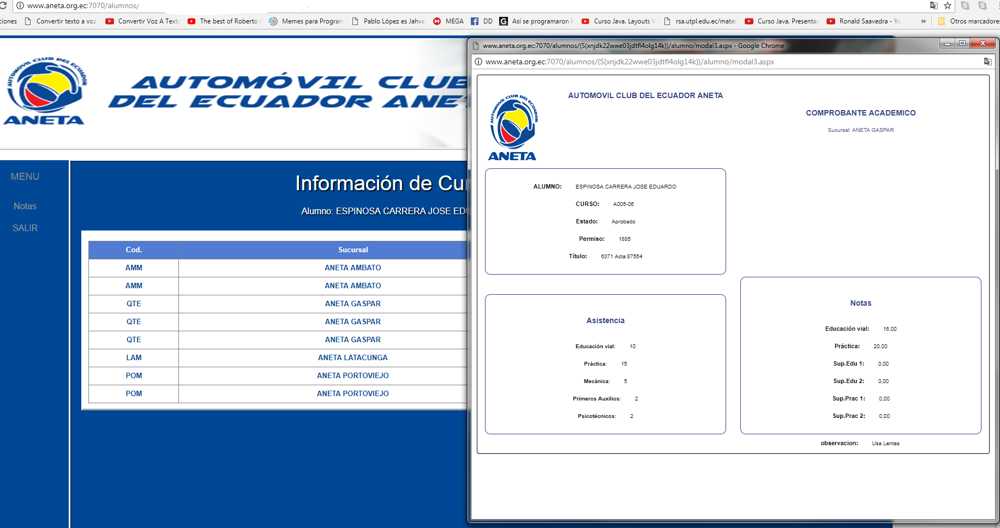 www.aneta.org.ec:7070/alumnos/
ciones
Convertir texto a voz
Convertir Voz A Texto
The best of Roberto
Memes para Program
Pablo López es Jahve
MEGA
DD
Así se programaron
Curso Java. Layouts
rsa.utpl.edu.ec/mater
Curso Java. Presentac
Ronald Saavedra - Yo
»
Otros marcadores
CLUB DEL ECUADOR
AUTOMÓVIL
ANETA
AUTOMÓVIL CLUB
DEL ECUADOR ANET
MENU
Notas
SALIR
Información de Cur
Alumno: ESPINOSA CARRERA JOSE EDU
Cod. Sucursal
AMM ANETA AMBATO
AMM ANETA AMBATO
QTE ANETA GASPAR
QTE ANETA GASPAR
QTE ANETA GASPAR
LAM ANETA LATACUNGA
POM ANETA PORTOVIEJO
POM ANETA PORTOVIEJO
www.aneta.org.ec:7070/alumnos/(S(xnjdk22wwe03jdtfl4olg14k))/alumno/modal3.aspx - Google Chrome
www.aneta.org.ec:7070/alumnos/(S(xnjdk22wwe03jdtfl4olg14k))/alumno/modal3.aspx
AUTOMOVIL CLUB DEL ECUADOR
ANETA
AUTOMOVIL CLUB DEL ECUADOR ANETA
COMPROBANTE ACADEMICO
Sucursal: ANETA GASPAR
ALUMNO: ESPINOSA CARRERA JOSE EDUARDO
CURSO: A005-06
Estado: Aprobado
Permiso: 1885
Título: 6371 Acta:87554
Asistencia
Educación vial: 10
Práctica: 15
Mecánica: 5
Primeros Auxilios: 2
Psicotécnicos: 2
Notas
Educación vial: 16,00
Práctica: 20,00
Sup.Edu 1: 0,00
Sup.Edu 2: 0,00
Sup.Prac 1: 0,00
Sup.Prac 2: 0,00
observacion: Usa Lentes